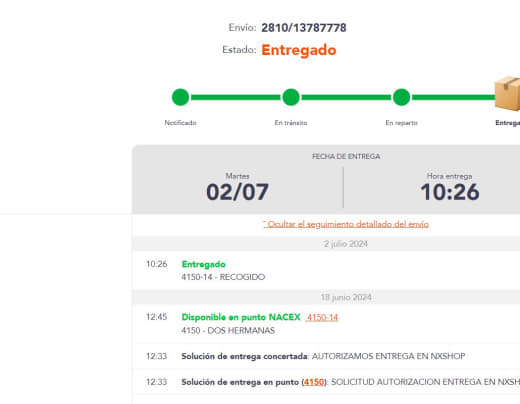 Envío: 2810/13787778
Estado: Entregado
Notificado
En tránsito
En reparto
Entrega
FECHA DE ENTREGA
Martes
02/07
Hora entrega
10:26
Ocultar el seguimiento detallado del envío
2 julio 2024
10:26 Entregado
4150-14 - RECOGIDO
18 junio 2024
12:45 Disponible en punto NACEX 4150-14
4150 - DOS HERMANAS
12:33 Solución de entrega concertada: AUTORIZAMOS ENTREGA EN NXSHOP
12:33 Solución de entrega en punto (4150): SOLICITUD AUTORIZACION ENTREGA EN NXSH